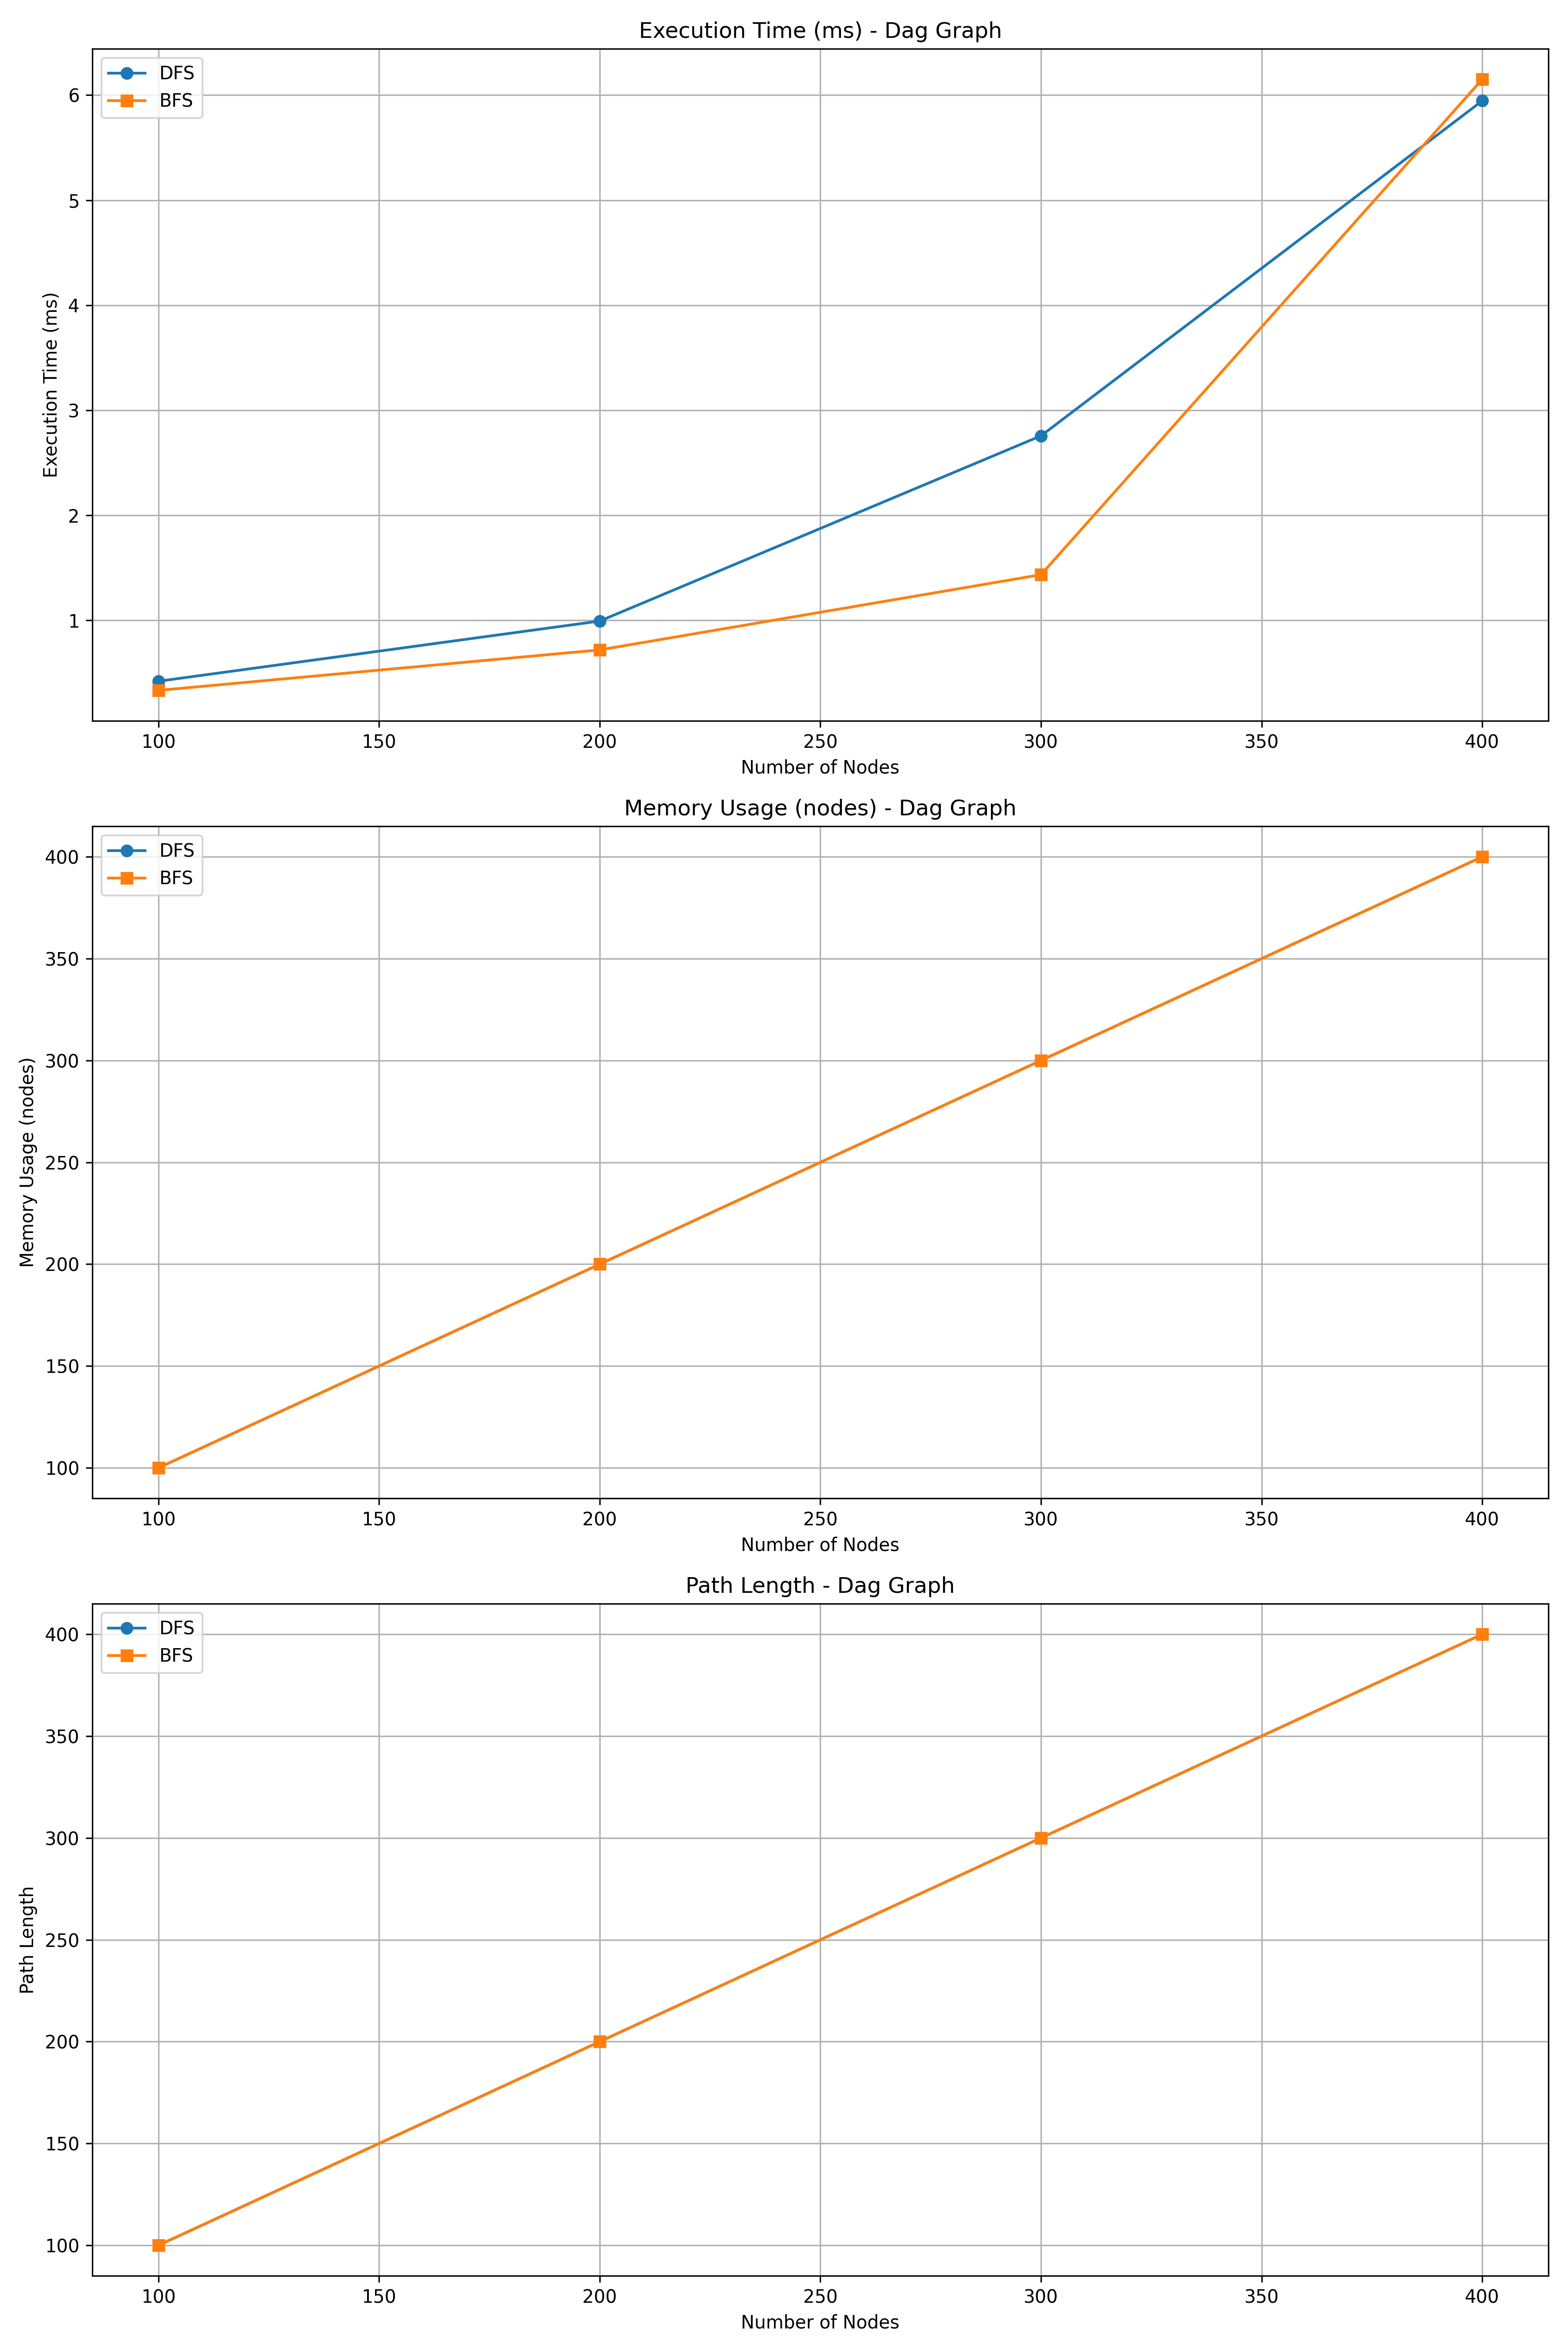 Execution Time (ms) - Dag Graph
DFS
BFS
Execution Time (ms)
6
5
4
3
2
1
100 150 200 250 300 350 400
Number of Nodes
Memory Usage (nodes) - Dag Graph
DFS
BFS
Memory Usage (nodes)
400
350
300
250
200
150
100
100 150 200 250 300 350 400
Number of Nodes
Path Length - Dag Graph
DFS
BFS
Path Length
400
350
300
250
200
150
100
100 150 200 250 300 350 400
Number of Nodes